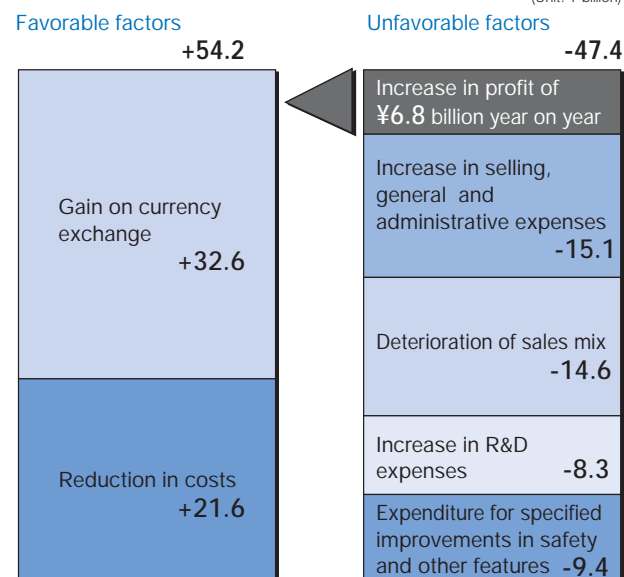 (Unit: ¥ billion)
Favorable factors
+54.2
Gain on currency
exchange
+32.6
Reduction in costs
+21.6
Unfavorable factors
-47.4
Increase in profit of
¥6.8 billion year on year
Increase in selling,
general and
administrative expenses
-15.1
Deterioration of sales mix
-14.6
Increase in R&D
expenses -8.3
Expenditure for specified
improvements in safety
and other features -9.4